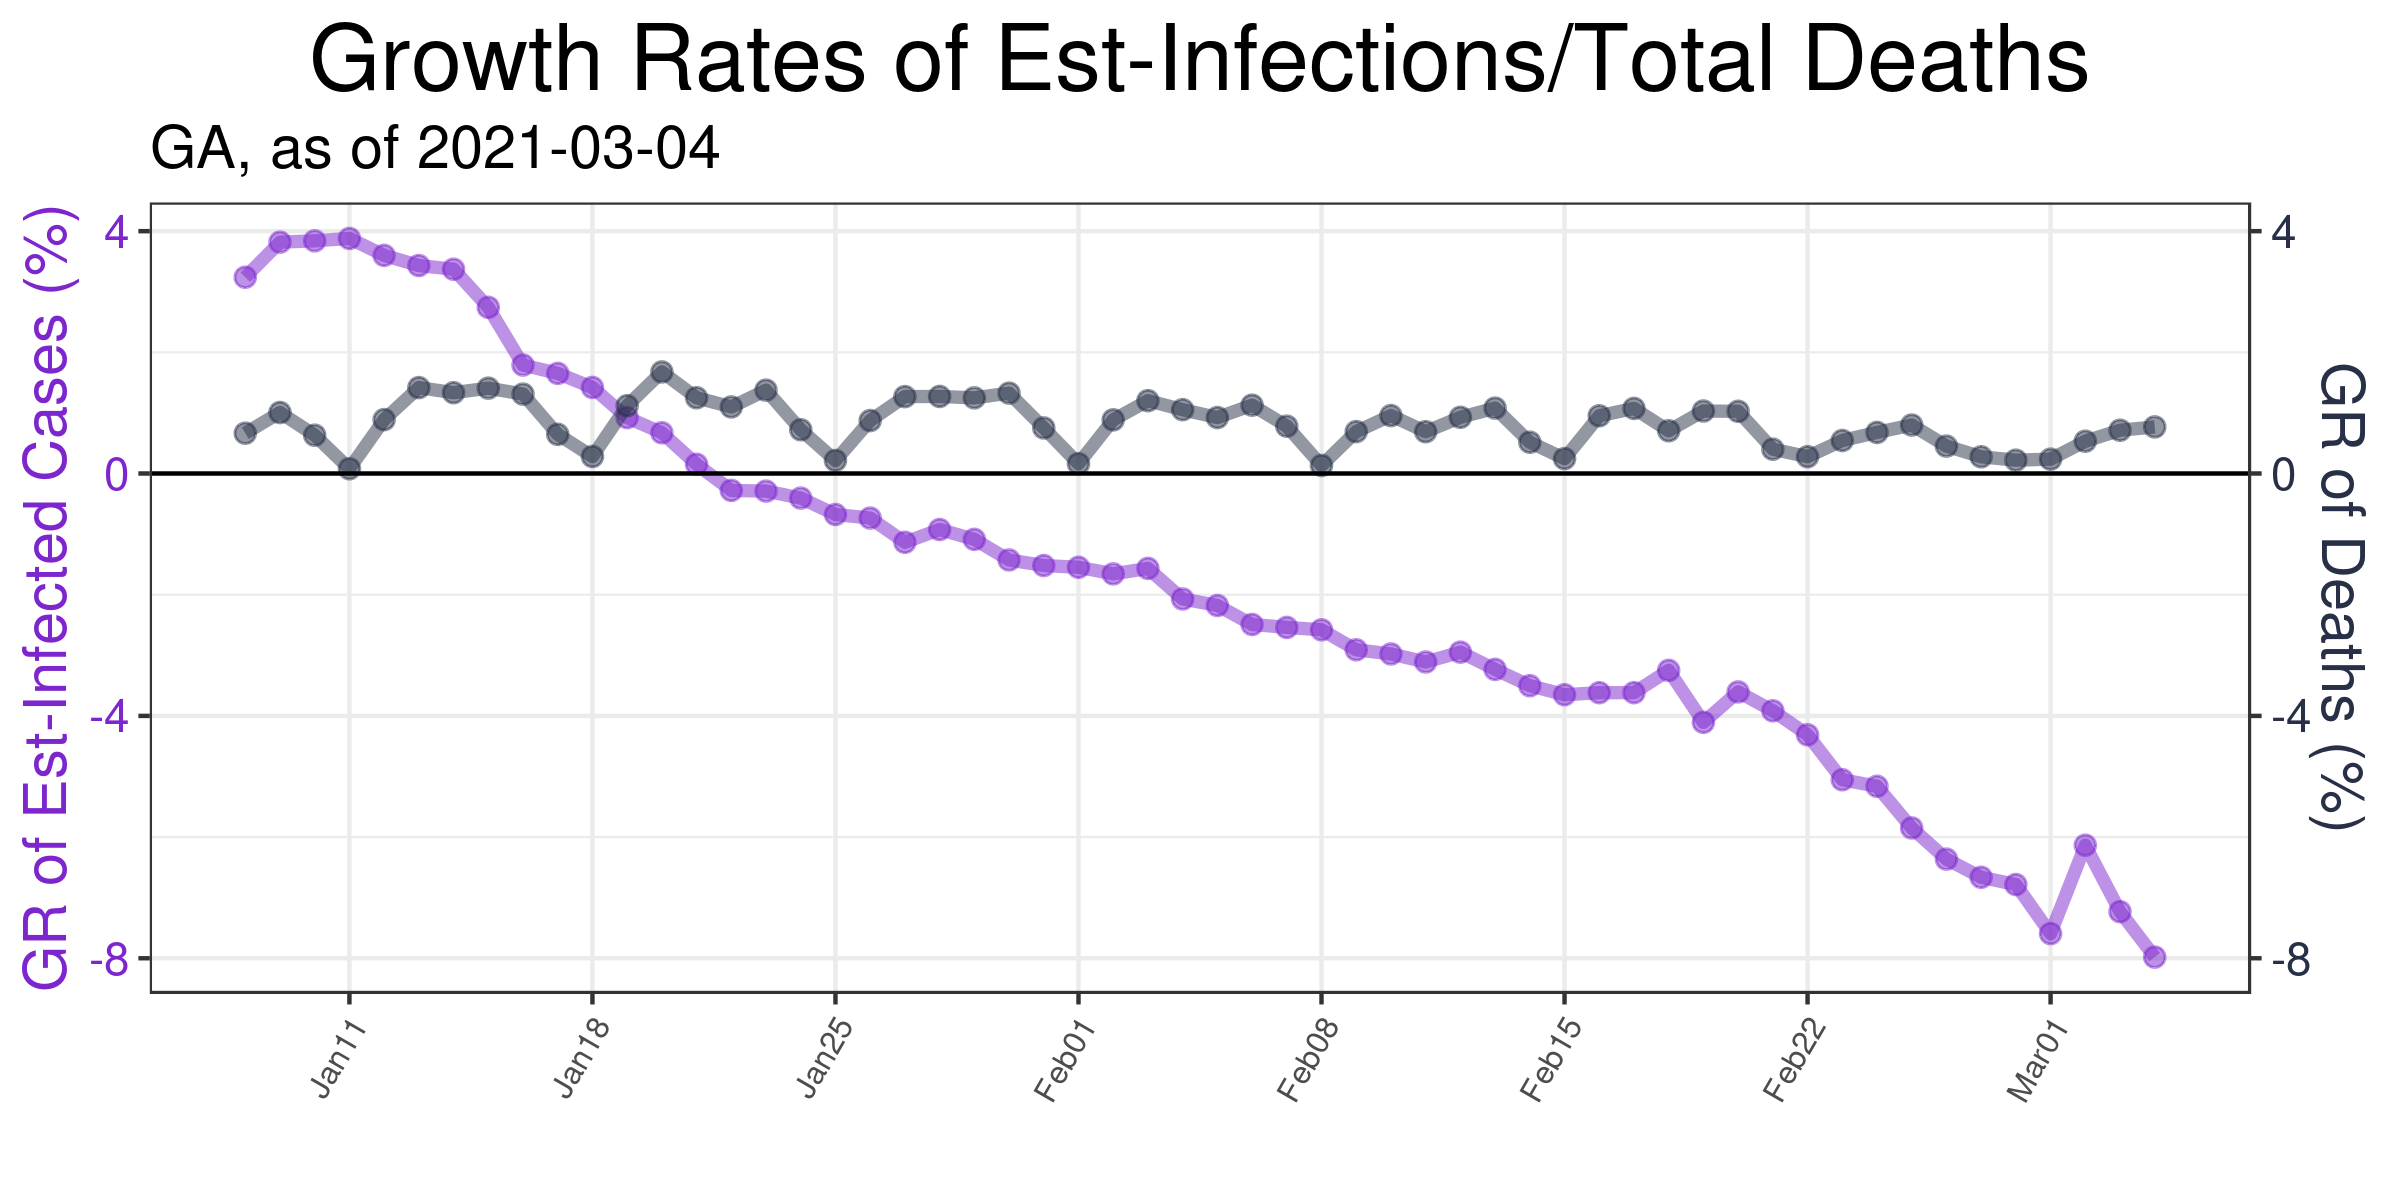 Growth Rates of Est-Infections/Total Deaths
GA, as of 2021-03-04
GR of Est-Infected Cases (%)
4
0
-4
-8
4
0
-4
-8
GR of Deaths (%)
Jan11
Jan18
Jan25
Feb01
Feb08
Feb15
Feb22
Mar01